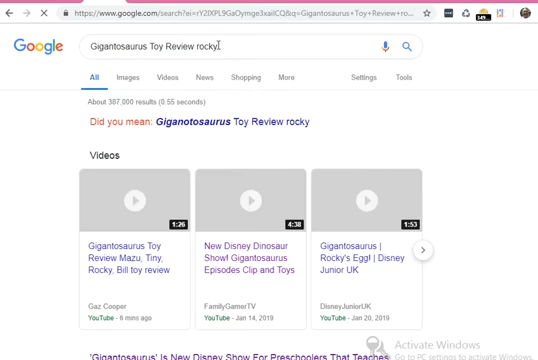 https://www.google.com/search?ei=rY2IXPL9GaOymge3xaiICQ&q=Gigantosaurus+Toy+Review+ro...
149...
Google
Gigantosaurus Toy Review rocky
All Images Videos News Shopping More Settings Tools
About 387,000 results (0.55 seconds)
Did you mean: Giganotosaurus Toy Review rocky
Videos
1:26
4:38
1:53
Gigantosaurus Toy
Review Mazu, Tiny,
Rocky, Bill toy review
Gaz Cooper
YouTube - 6 mins ago
New Disney Dinosaur
Show! Gigantosaurus
Episodes Clip and Toys
FamilyGamerTV
YouTube - Jan 14, 2019
Gigantosaurus |
Rocky's Egg! | Disney
Junior UK
DisneyJuniorUK
YouTube - Jan 20, 2019
'Gigantosaurus' Is New Disney Show For Preschoolers That Teaches
Activate Windows
Go to PC settings to activate Windows